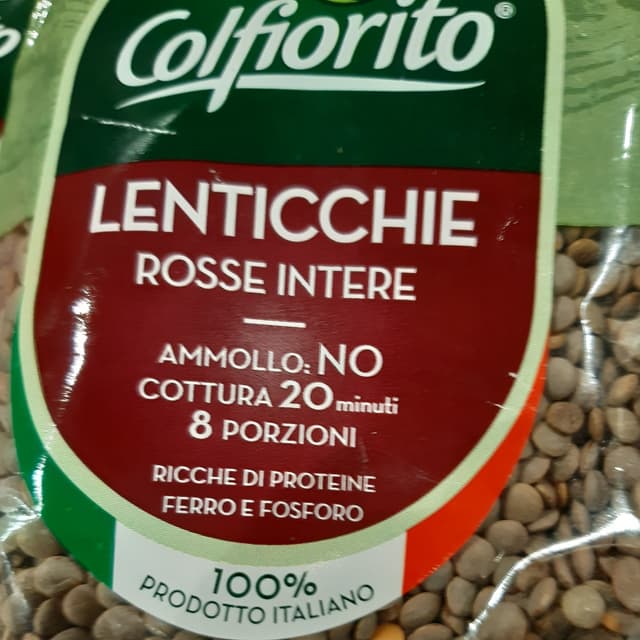 Colfiorito®
LENTICCHIE
ROSSE INTERE
AMMOLLO: NO
COTTURA 20 minuti
8 PORZIONI
RICCHE DI PROTEINE
FERRO E FOSFORO
100%
PRODOTTO ITALIANO